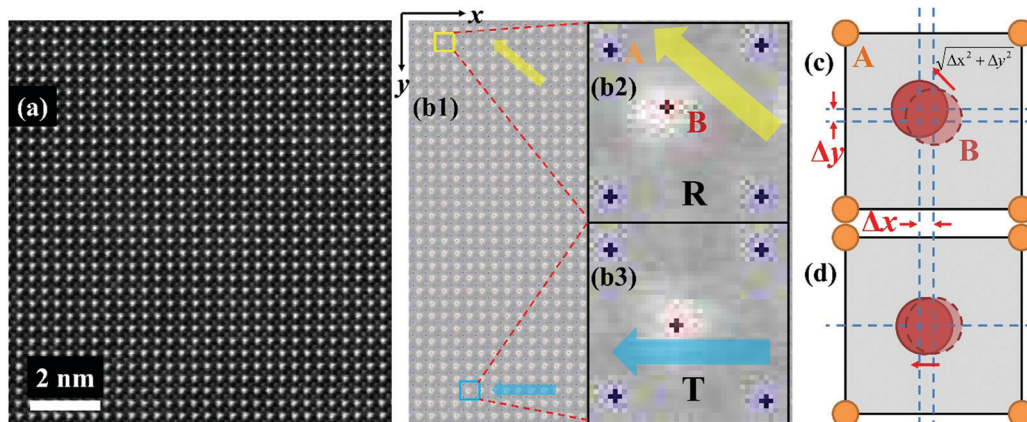 (a)
2 nm
x
y
(b1)
A
(b2)
B
R
(b3)
T
(c)
A
√Δx² + Δy²
B
Δy
Δx
(d)